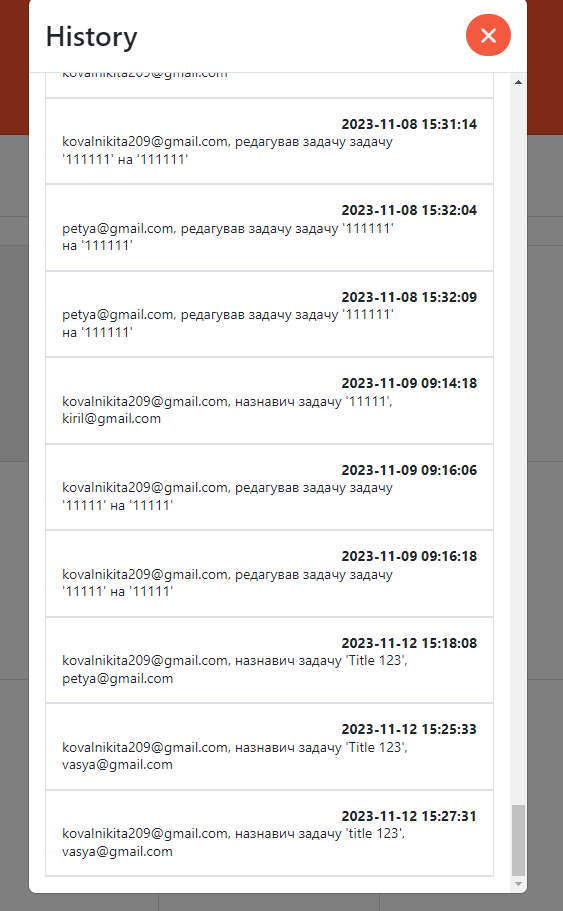 History
kovalnikita209@gmail.com
2023-11-08 15:31:14
kovalnikita209@gmail.com, редагував задачу задачу
'111111' на '111111'
2023-11-08 15:32:04
petya@gmail.com, редагував задачу задачу '111111'
на '111111'
2023-11-08 15:32:09
petya@gmail.com, редагував задачу задачу '111111'
на '111111'
2023-11-09 09:14:18
kovalnikita209@gmail.com, назнавич задачу '11111',
kiril@gmail.com
2023-11-09 09:16:06
kovalnikita209@gmail.com, редагував задачу задачу
'11111' на '11111'
2023-11-09 09:16:18
kovalnikita209@gmail.com, редагував задачу задачу
'11111' на '11111'
2023-11-12 15:18:08
kovalnikita209@gmail.com, назнавич задачу 'Title 123',
petya@gmail.com
2023-11-12 15:25:33
kovalnikita209@gmail.com, назнавич задачу 'Title 123',
vasya@gmail.com
2023-11-12 15:27:31
kovalnikita209@gmail.com, назнавич задачу 'title 123',
vasya@gmail.com